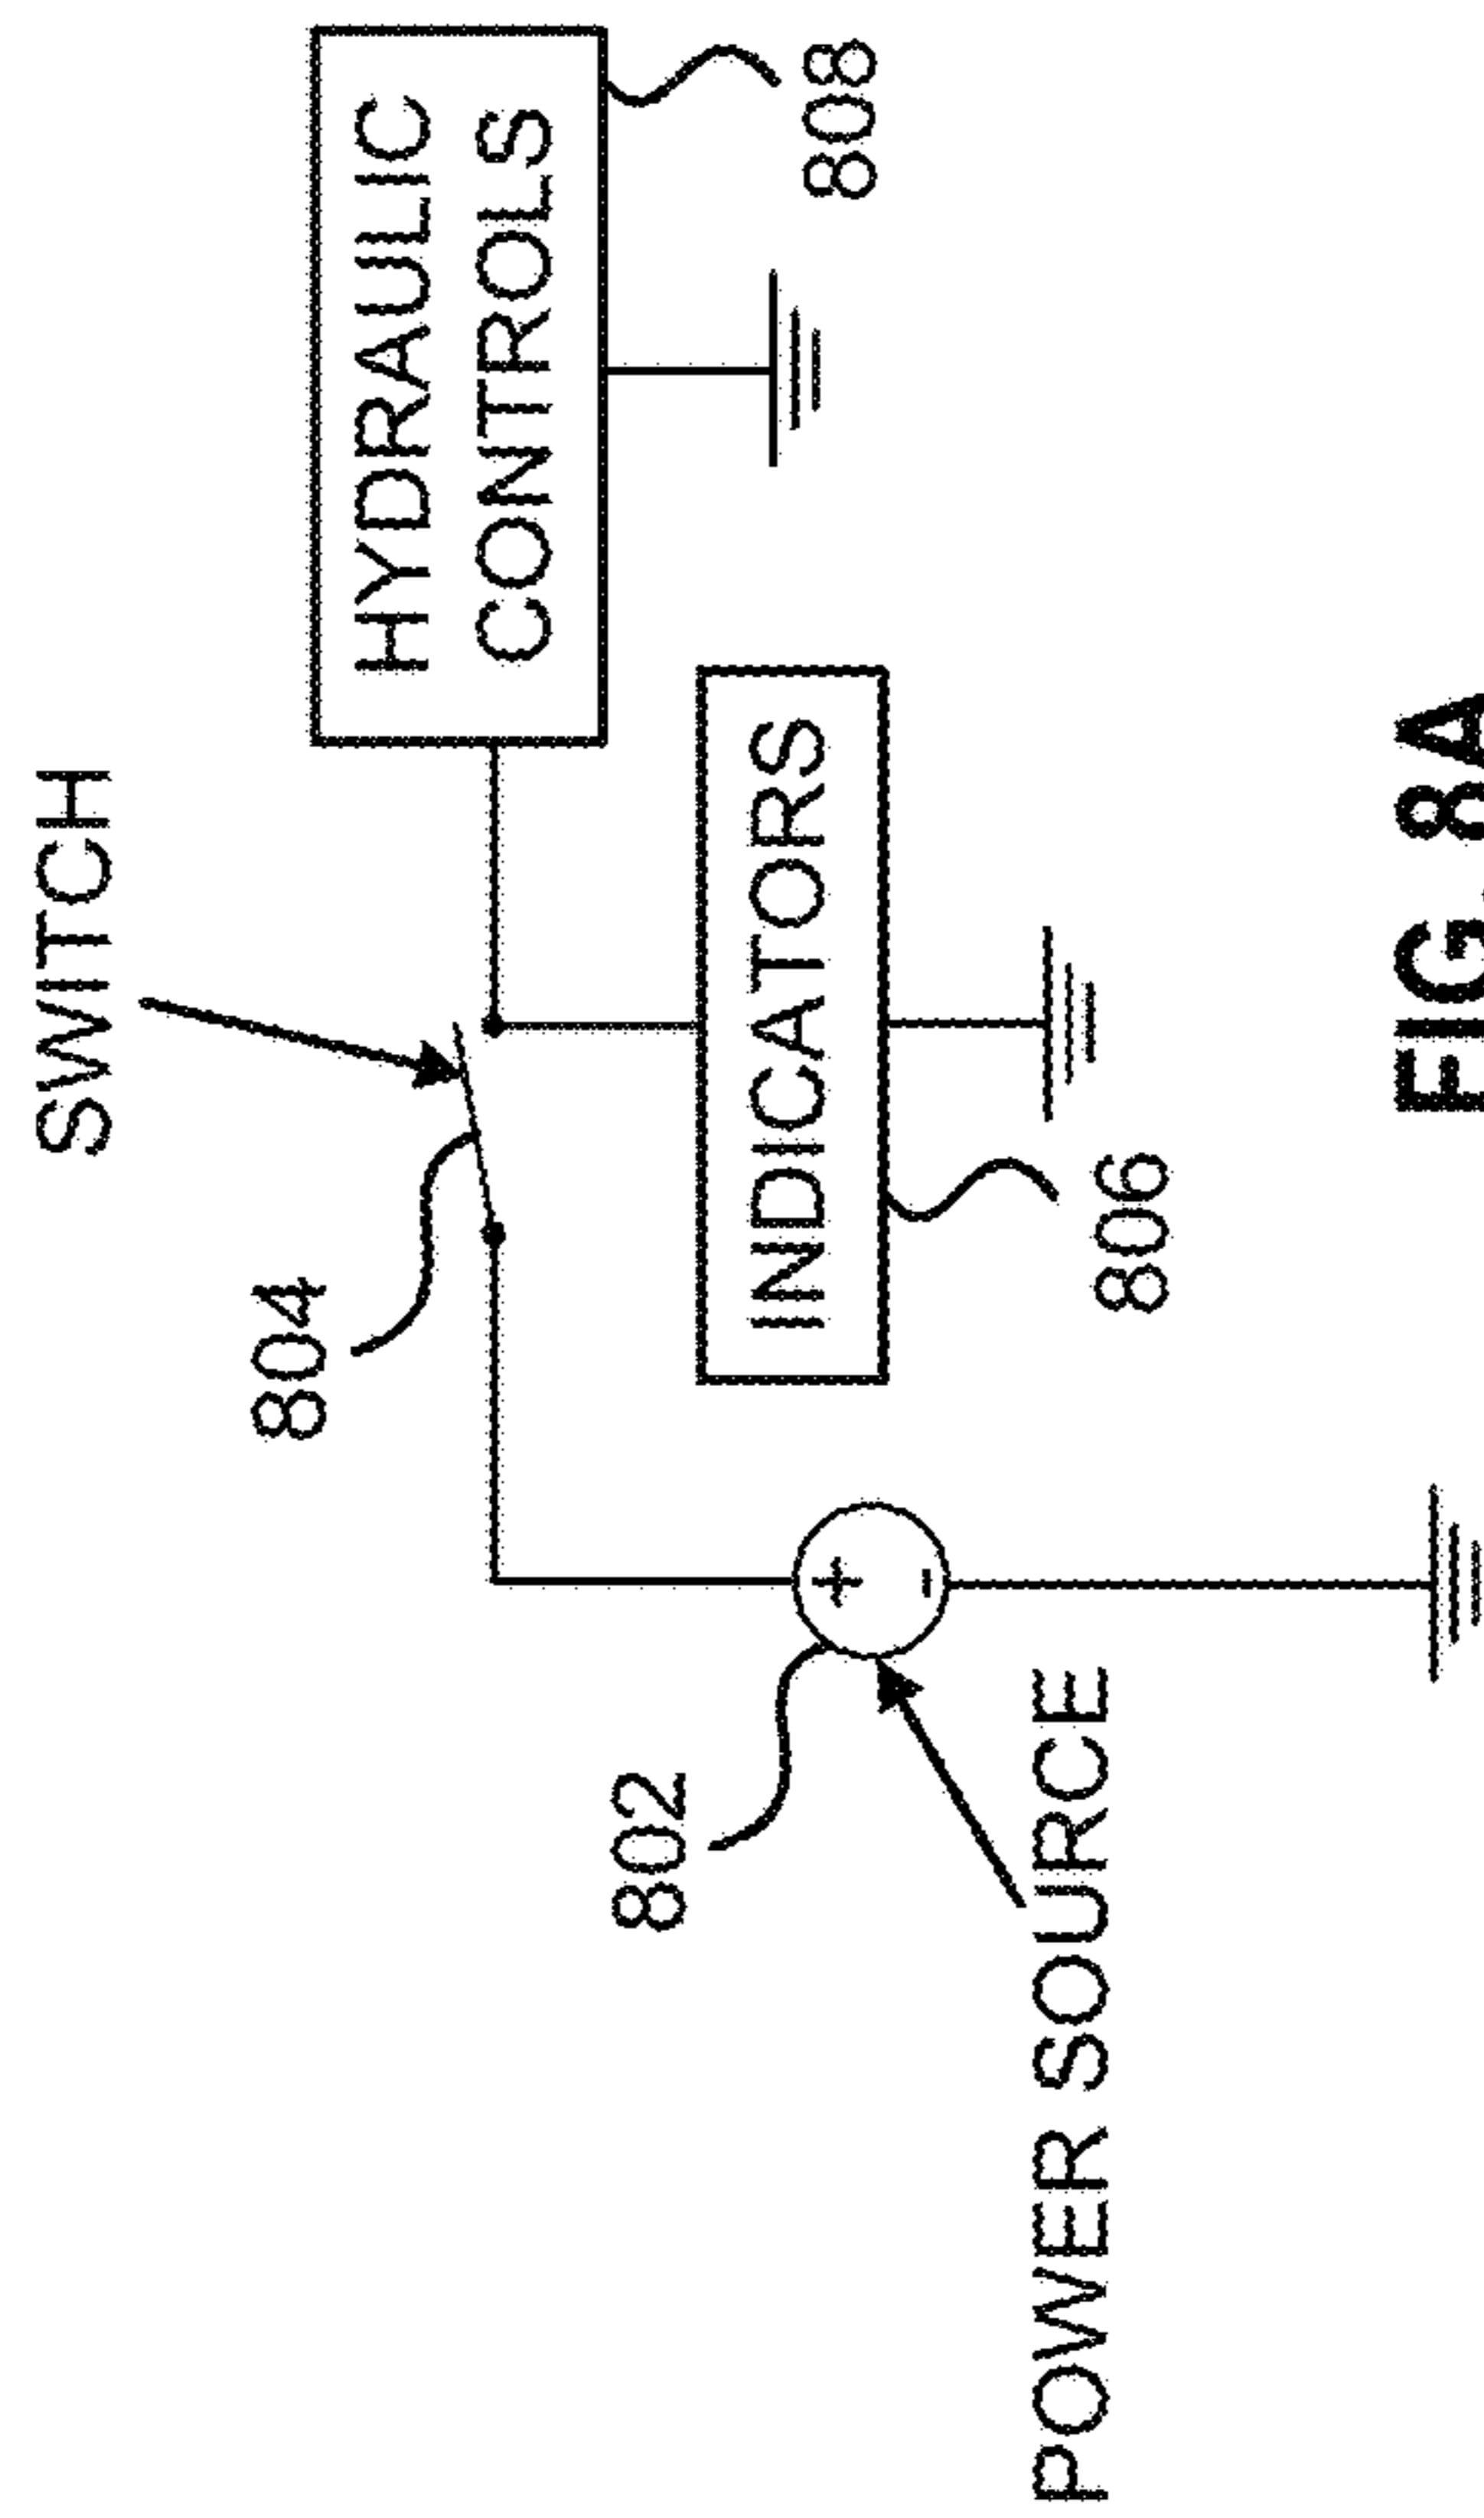 SWITCH
804
HYDRAULIC
CONTROLS
808
802
+
-
INDICATORS
806
POWER SOURCE
FIG. 8A